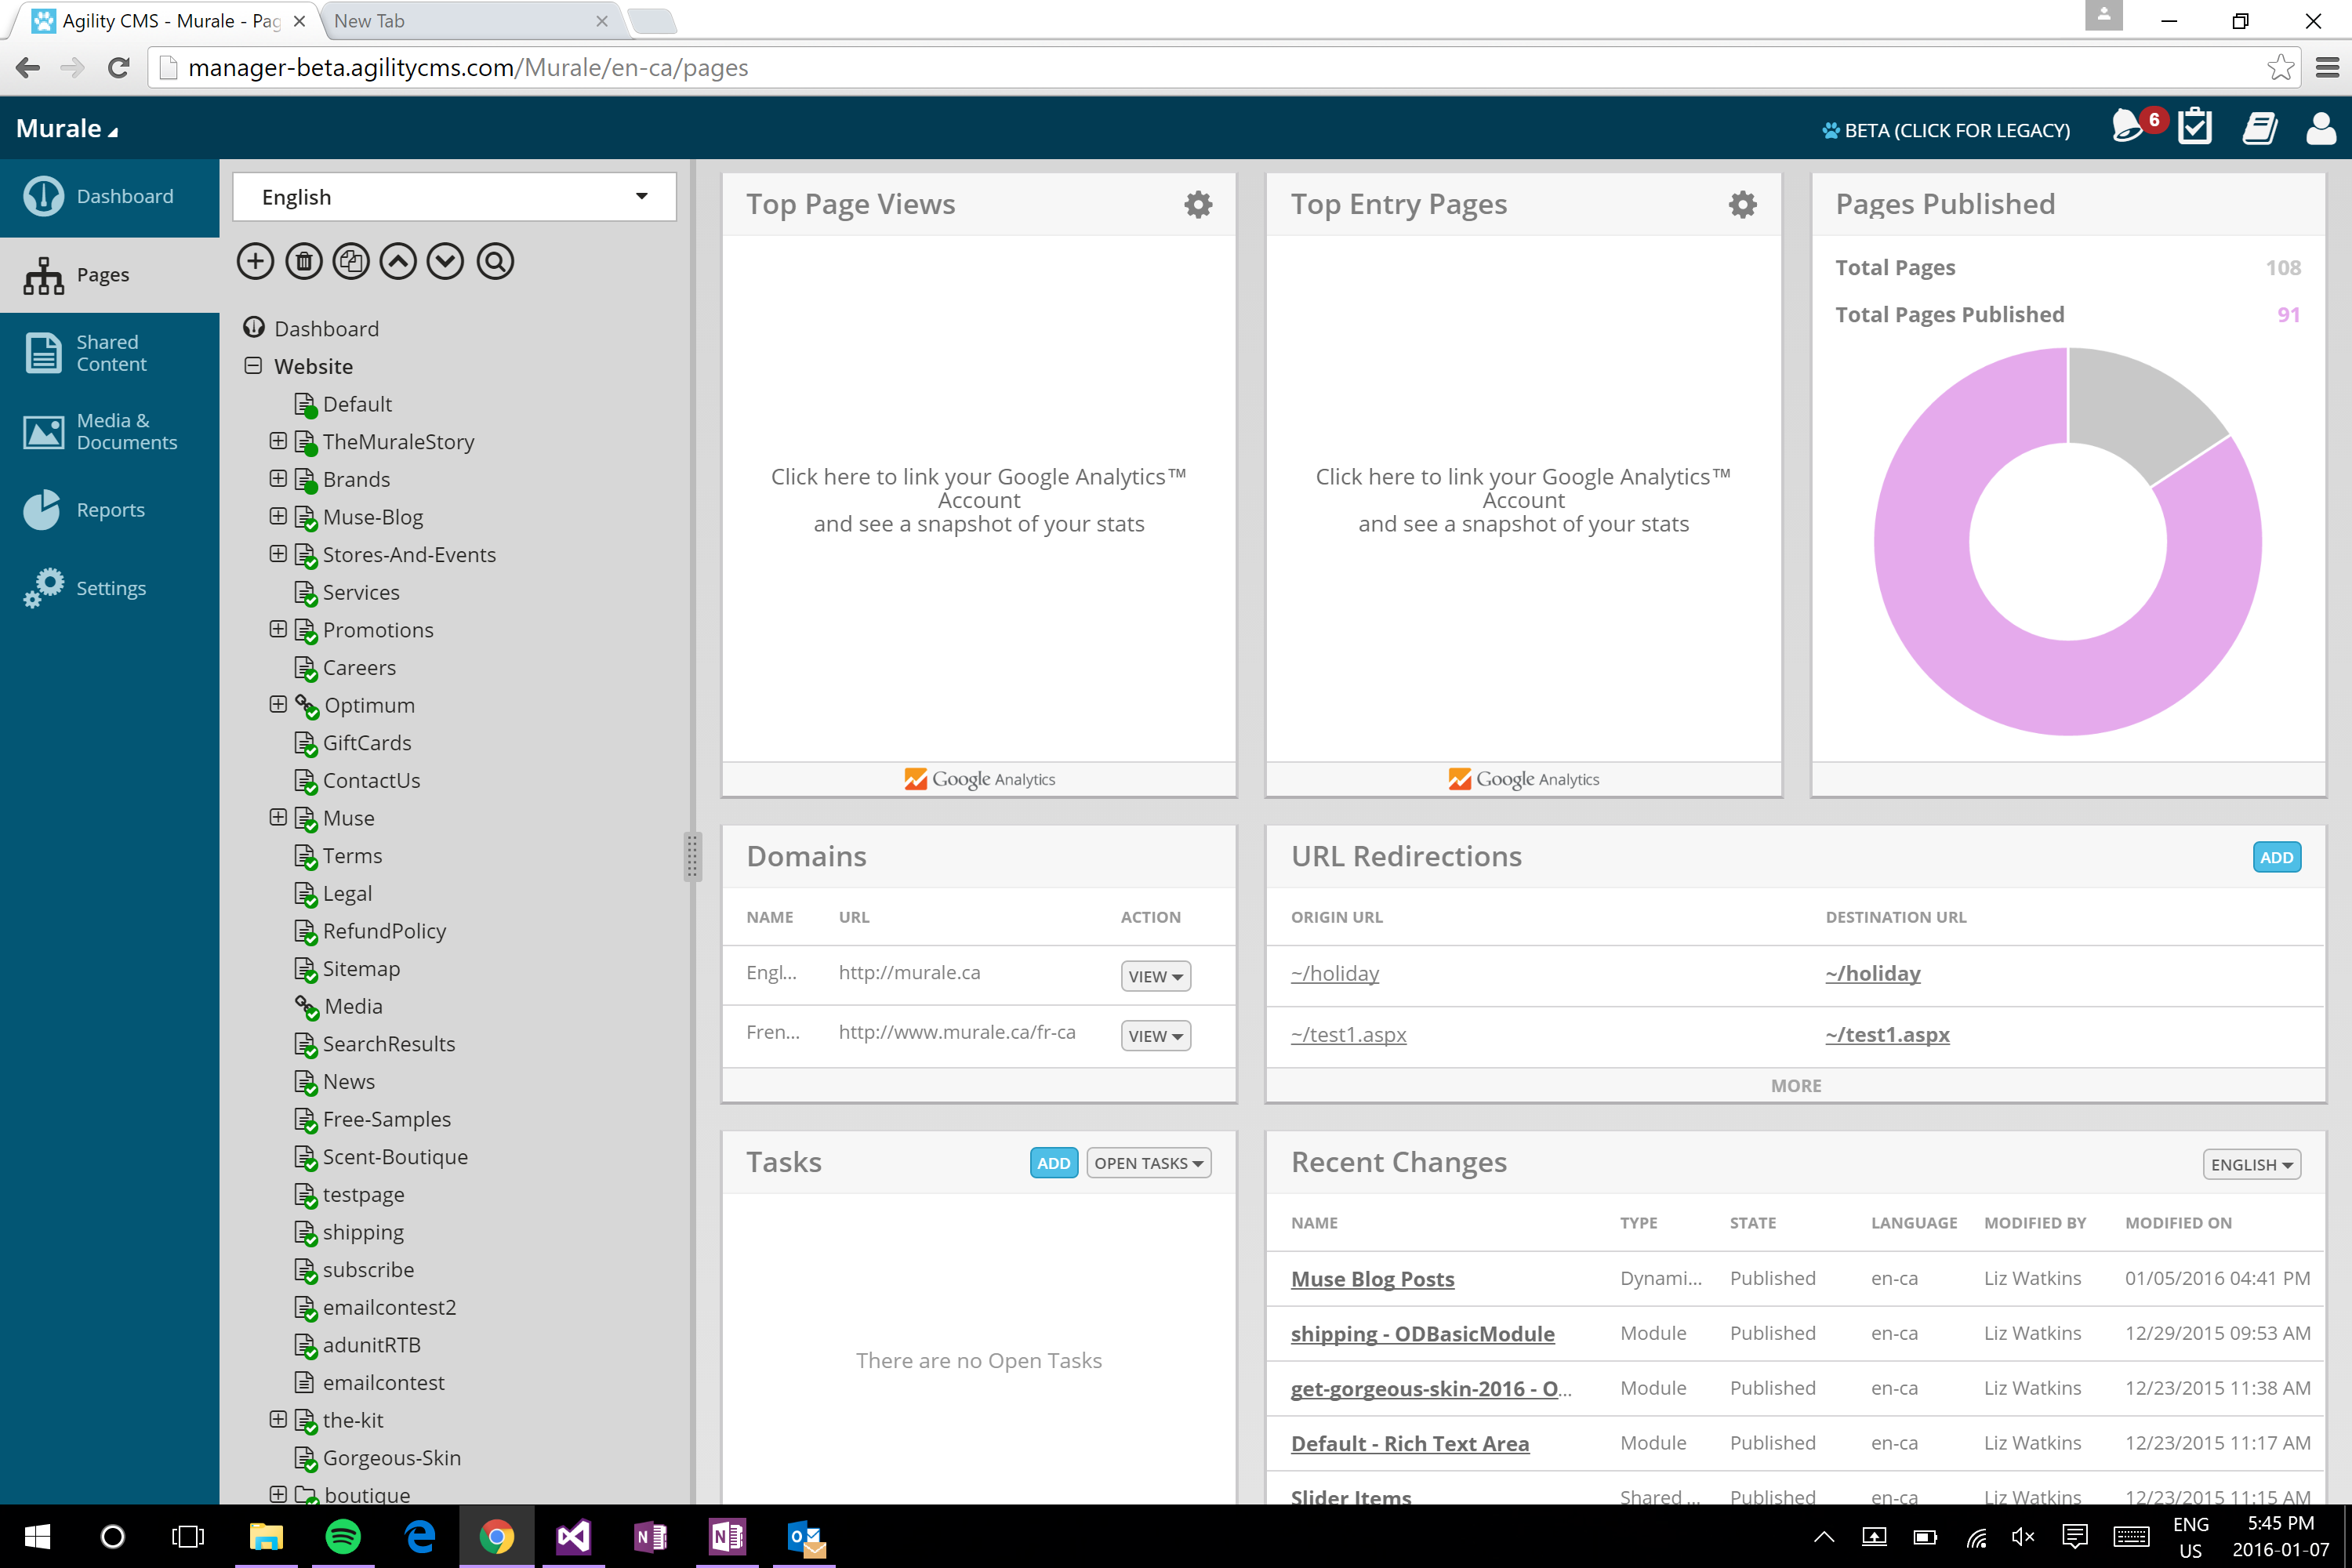 Agility CMS - Murale - Pag
New Tab
manager-beta.agilitycms.com/Murale/en-ca/pages
Murale
BETA (CLICK FOR LEGACY)
6
Dashboard
Pages
Shared
Content
Media &
Documents
Reports
Settings
English
Dashboard
Website
Default
TheMuraleStory
Brands
Muse-Blog
Stores-And-Events
Services
Promotions
Careers
Optimum
GiftCards
ContactUs
Muse
Terms
Legal
RefundPolicy
Sitemap
Media
SearchResults
News
Free-Samples
Scent-Boutique
testpage
shipping
subscribe
emailcontest2
adunitRTB
emailcontest
the-kit
Gorgeous-Skin
boutique
Top Page Views
Click here to link your Google Analytics™
Account
and see a snapshot of your stats
Google Analytics
Top Entry Pages
Click here to link your Google Analytics™
Account
and see a snapshot of your stats
Google Analytics
Pages Published
Total Pages 108
Total Pages Published 91
Domains
NAME URL ACTION
Engl... http://murale.ca VIEW
Fren... http://www.murale.ca/fr-ca VIEW
URL Redirections ADD
ORIGIN URL DESTINATION URL
~/holiday ~/holiday
~/test1.aspx ~/test1.aspx
MORE
Tasks ADD OPEN TASKS
There are no Open Tasks
Recent Changes ENGLISH
NAME TYPE STATE LANGUAGE MODIFIED BY MODIFIED ON
Muse Blog Posts Dynami... Published en-ca Liz Watkins 01/05/2016 04:41 PM
shipping - ODBasicModule Module Published en-ca Liz Watkins 12/29/2015 09:53 AM
get-gorgeous-skin-2016 - O... Module Published en-ca Liz Watkins 12/23/2015 11:38 AM
Default - Rich Text Area Module Published en-ca Liz Watkins 12/23/2015 11:17 AM
Slider Items Shared ... Published en-ca Liz Watkins 12/23/2015 11:15 AM
N
N
ENG
US
5:45 PM
2016-01-07